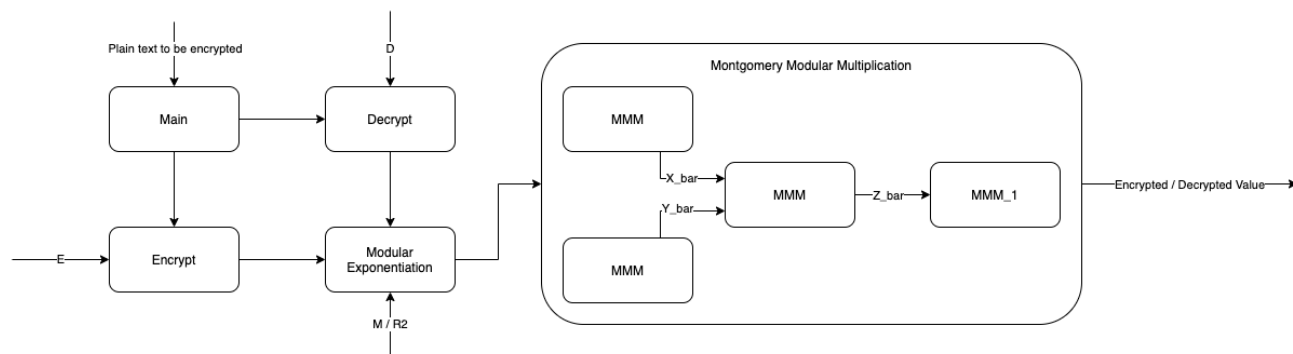 Plain text to be encrypted
D
Montgomery Modular Multiplication
Main
Decrypt
MMM
X_bar
MMM
Z_bar
MMM_1
Encrypted / Decrypted Value
Y_bar
E
Encrypt
Modular
Exponentiation
MMM
M / R2